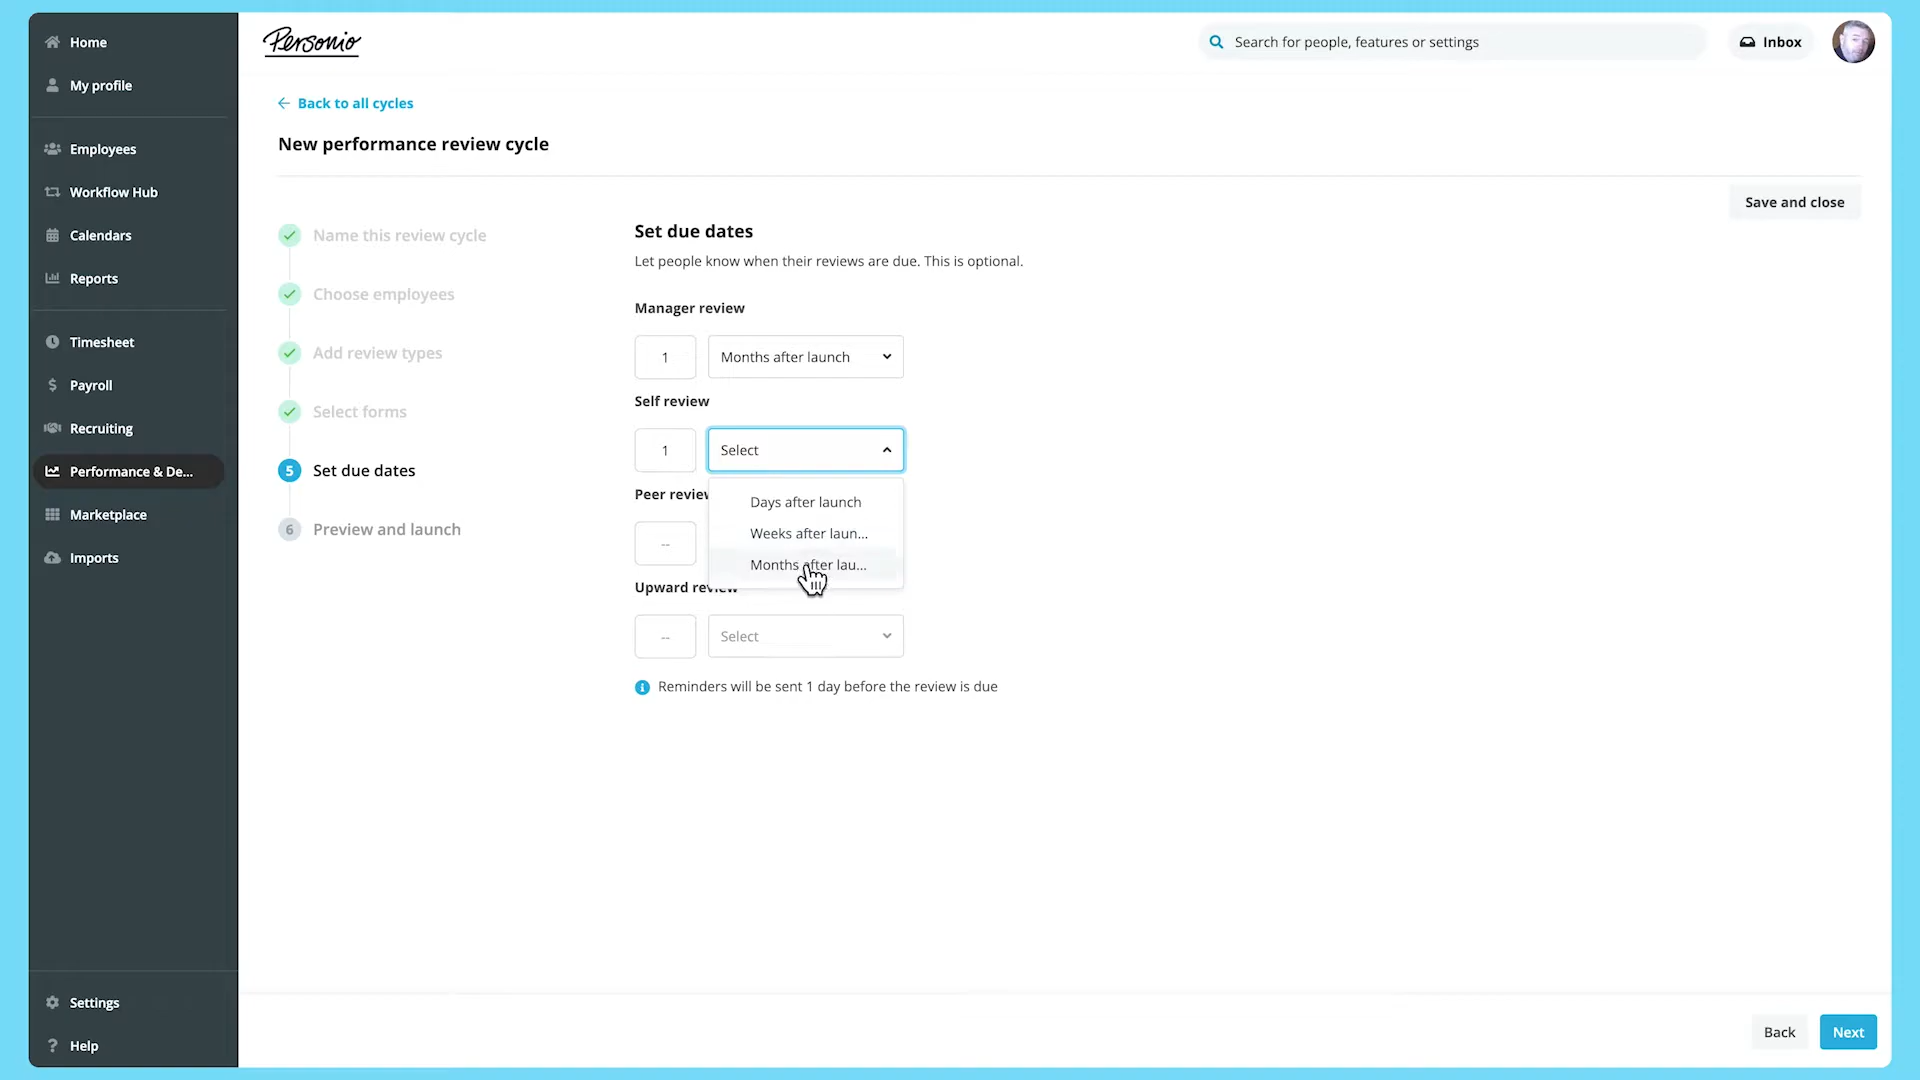 Home
My profile
Employees
Workflow Hub
Calendars
Reports
Timesheet
Payroll
Recruiting
Performance & De...
Marketplace
Imports
Settings
Help
Personio
Search for people, features or settings
Inbox
Back to all cycles
New performance review cycle
Save and close
Name this review cycle
Choose employees
Add review types
Select forms
5 Set due dates
6 Preview and launch
Set due dates
Let people know when their reviews are due. This is optional.
Manager review
1 Months after launch
Self review
1 Select
Days after launch
Weeks after laun...
Months after lau...
Peer review
--
Upward review
-- Select
Reminders will be sent 1 day before the review is due
Back
Next